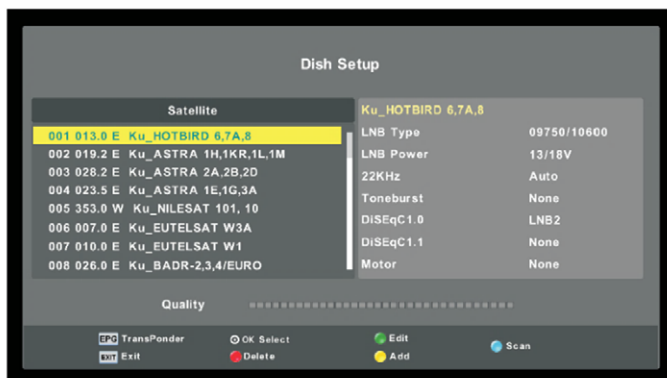 Dish Setup
Satellite
001 013.0 E Ku_HOTBIRD 6,7A,8
002 019.2 E Ku_ASTRA 1H,1KR,1L,1M
003 028.2 E Ku_ASTRA 2A,2B,2D
004 023.5 E Ku_ASTRA 1E,1G,3A
005 353.0 W Ku_NILESAT 101, 10
006 007.0 E Ku_EUTELSAT W3A
007 010.0 E Ku_EUTELSAT W1
008 026.0 E Ku_BADR-2,3,4/EURO
Ku_HOTBIRD 6,7A,8
LNB Type 09750/10600
LNB Power 13/18V
22KHz Auto
Toneburst None
DiSEqC1.0 LNB2
DiSEqC1.1 None
Motor None
Quality
EPG TransPonder OK Select Edit Scan
EXIT Exit Delete Add